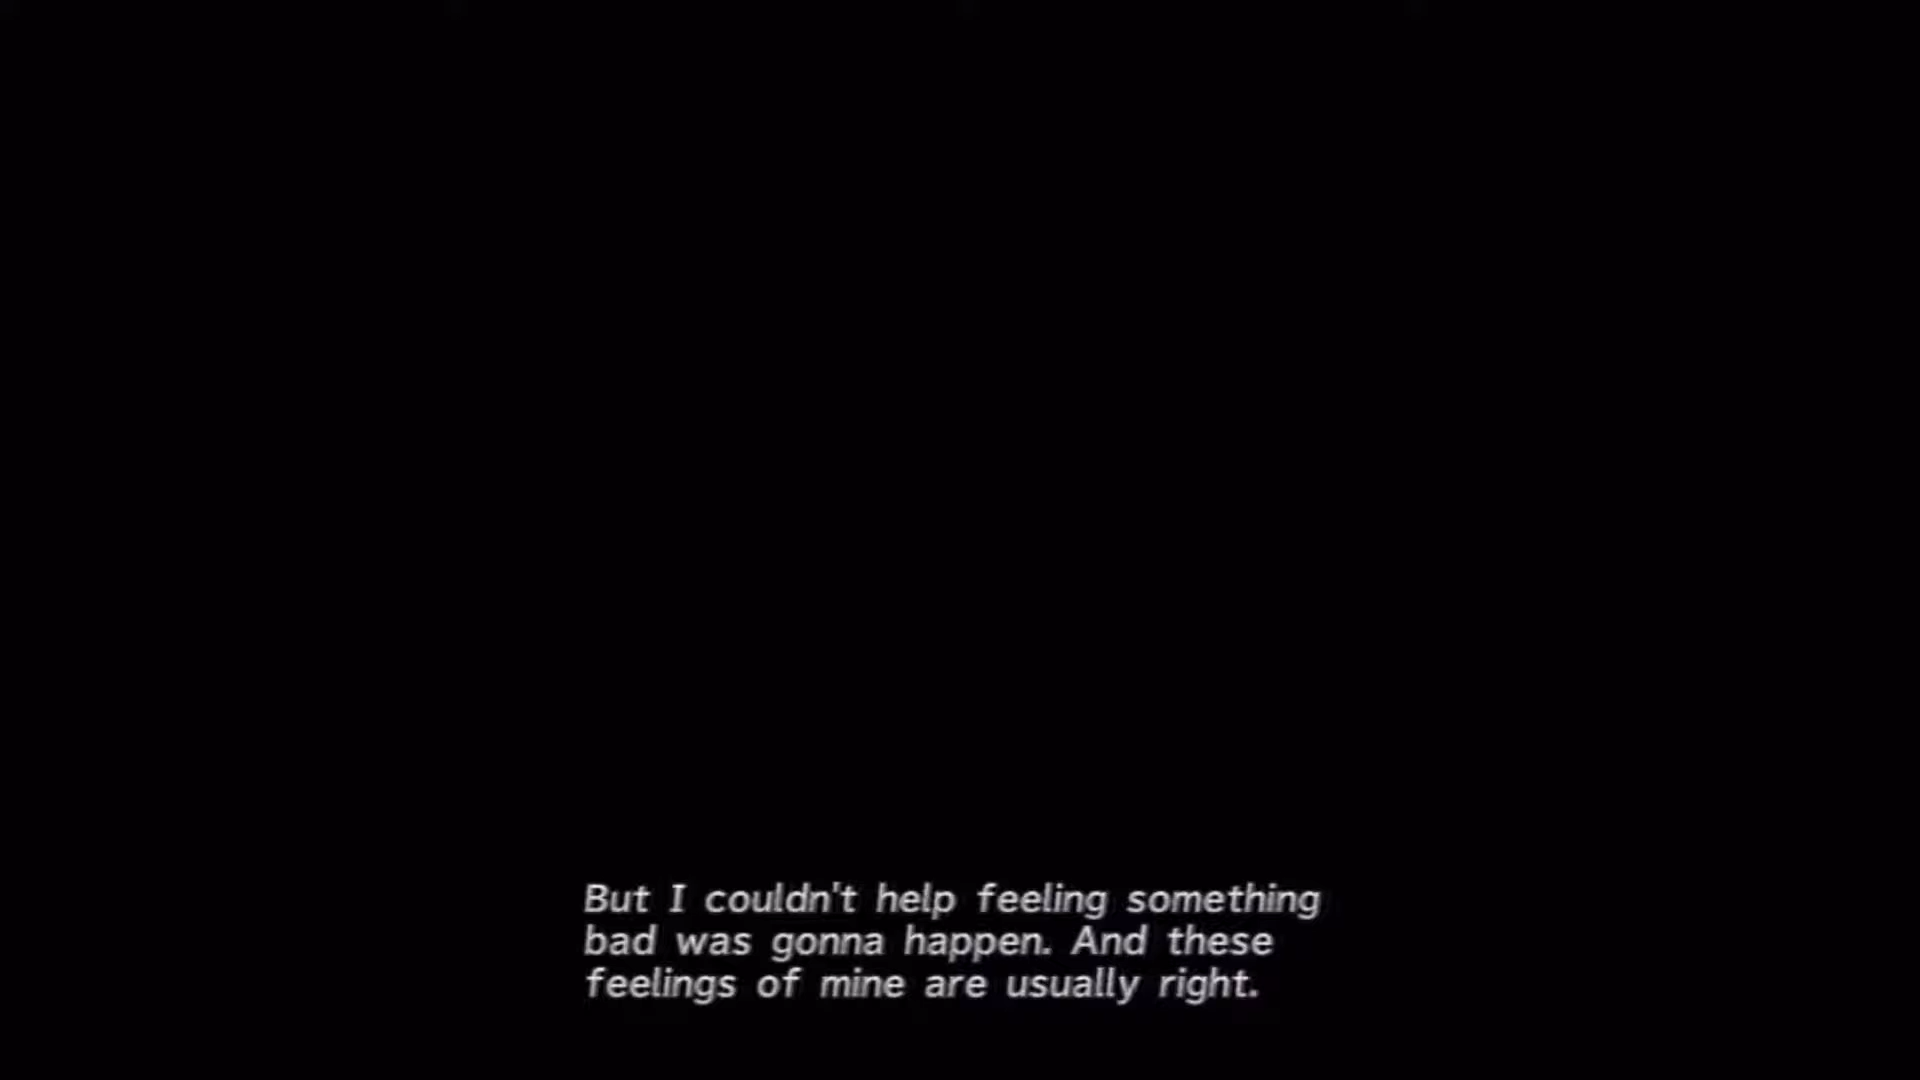 But I couldn't help feeling something
bad was gonna happen. And these
feelings of mine are usually right.